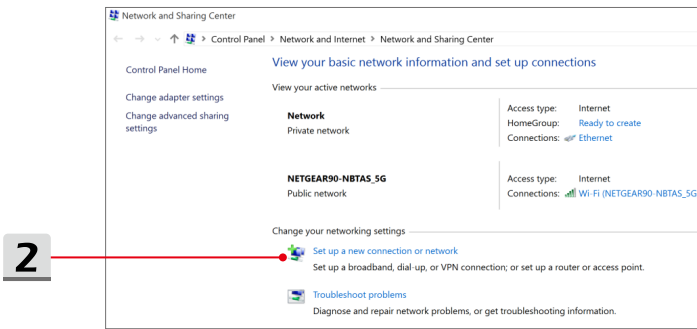 Network and Sharing Center
Control Panel > Network and Internet > Network and Sharing Center
Control Panel Home
Change adapter settings
Change advanced sharing
settings
View your basic network information and set up connections
View your active networks
Network
Private network
Access type: Internet
HomeGroup: Ready to create
Connections: Ethernet
NETGEAR90-NBTAS_5G
Public network
Access type: Internet
Connections: Wi-Fi (NETGEAR90-NBTAS_5G
Change your networking settings
2
Set up a new connection or network
Set up a broadband, dial-up, or VPN connection; or set up a router or access point.
Troubleshoot problems
Diagnose and repair network problems, or get troubleshooting information.